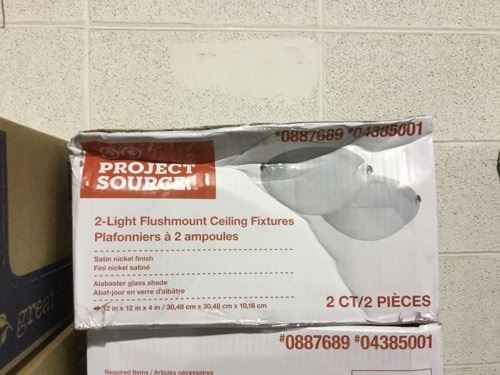 #0887689 #04385001
PROJECT
SOURCE
2-Light Flushmount Ceiling Fixtures
Plafonniers à 2 ampoules
Satin nickel finish
Fini nickel satiné
Alabaster glass shade
Abat-jour en verre d'albâtre
12 in x 12 in x 4 in / 30,48 cm x 30,48 cm x 10,16 cm
2 CT/2 PIÈCES
great
#0887689 #04385001
Required Items / Articles nécessaires